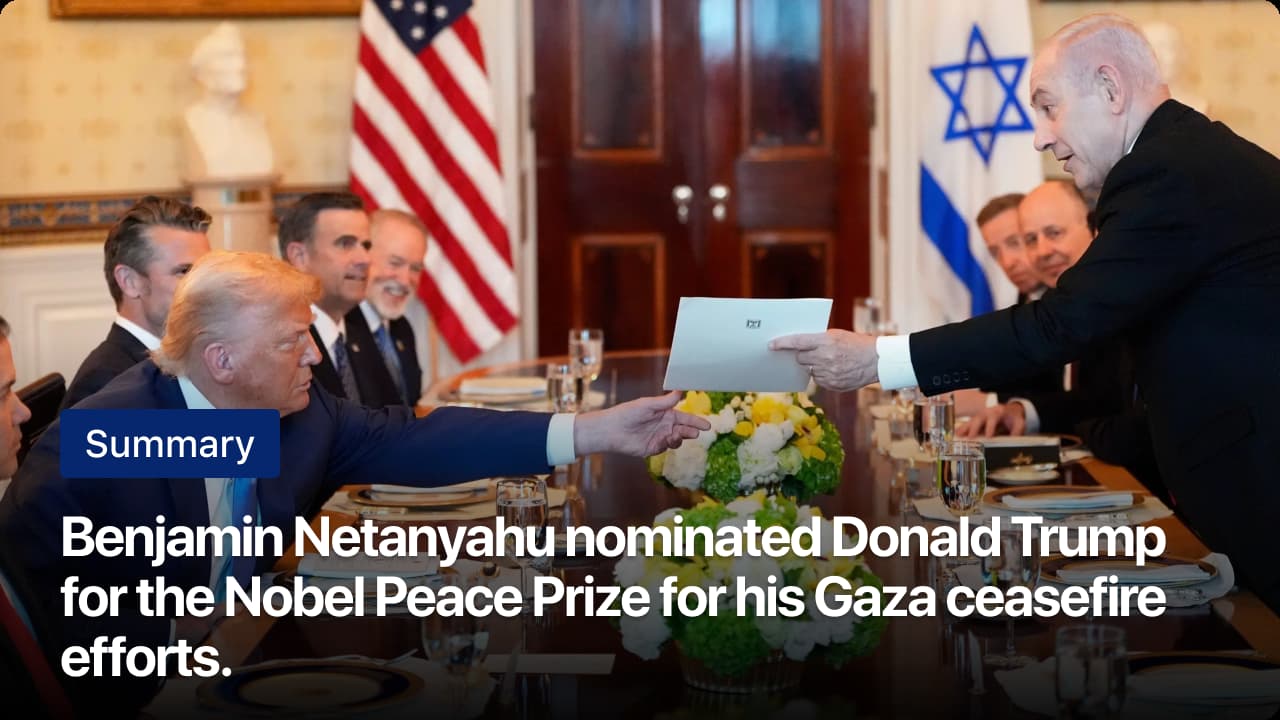 Summary
Benjamin Netanyahu nominated Donald Trump
for the Nobel Peace Prize for his Gaza ceasefire
efforts.